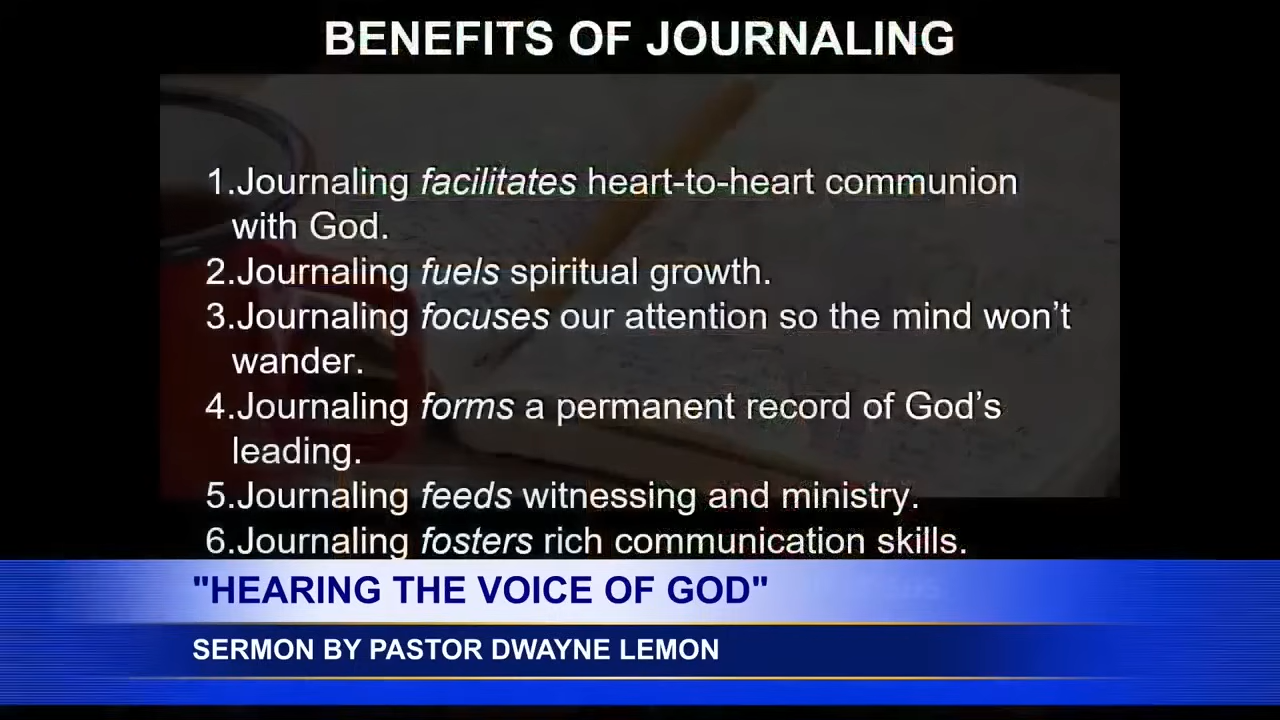 BENEFITS OF JOURNALING
1.Journaling facilitates heart-to-heart communion
with God.
2.Journaling fuels spiritual growth.
3.Journaling focuses our attention so the mind won’t
wander.
4.Journaling forms a permanent record of God’s
leading.
5.Journaling feeds witnessing and ministry.
6.Journaling fosters rich communication skills.
"HEARING THE VOICE OF GOD"
SERMON BY PASTOR DWAYNE LEMON